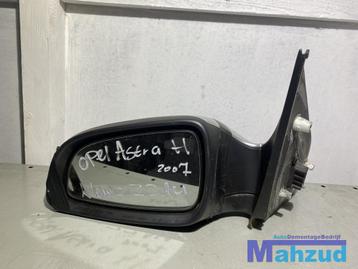 Opel Astra H
2007
AutoDemontageBedrijf
Mahzud